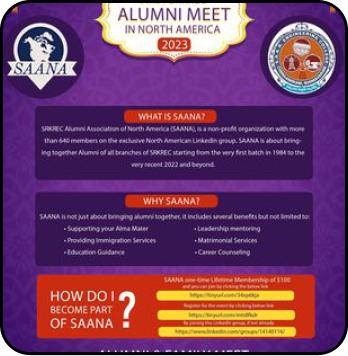 ALUMNI MEET
IN NORTH AMERICA
2023
SAANA
WHAT IS SAANA?
SRKREC Alumni Association of North America (SAANA), is a non-profit organization with more
than 640 members on the exclusive North American Linkedin group. SAANA is about bring-
ing together Alumni of all branches of SRKREC starting from the very first batch in 1984 to the
very recent 2022 and beyond.
WHY SAANA?
SAANA is not just about bringing alumni together, it includes several benefits but not limited to:
• Supporting your Alma Mater
• Leadership mentoring
• Providing Immigration Services
• Matrimonial Services
• Education Guidance
• Career Counseling
HOW DO I
BECOME PART
OF SAANA
?
SAANA one-time Lifetime Membership of $100
and you can join by clicking the below link
Register for the event by clicking below link
By joining the LinkedIn group, if not already
https://www.linkedin.com/groups/14140116/